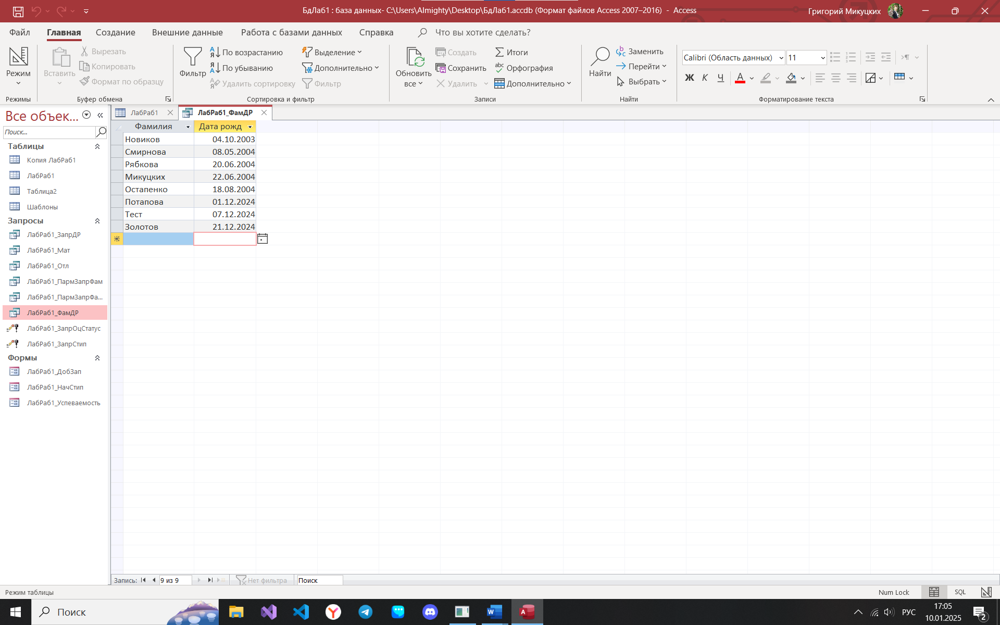 БдЛаб1 : база данных- C:\Users\Almighty\Desktop\БдЛаб1.accdb (Формат файлов Access 2007–2016) - Access
Григорий Микуцких
Файл Главная Создание Внешние данные Работа с базами данных Справка Что вы хотите сделать?
Режим
Режимы
Вставить
Вырезать
Копировать
Формат по образцу
Буфер обмена
Фильтр
По возрастанию
По убыванию
Удалить сортировку
Выделение
Дополнительно
Фильтр
Сортировка и фильтр
Обновить
все
Создать
Сохранить
Удалить
Итоги
Орфография
Дополнительно
Записи
Найти
Заменить
Перейти
Выбрать
Найти
Calibri (Область данных) 11
Ж К Ч
Форматирование текста
Все объек...
Поиск...
Таблицы
Копия ЛабРаб1
ЛабРаб1
Таблица2
Шаблоны
Запросы
ЛабРаб1_ЗапрДР
ЛабРаб1_Мат
ЛабРаб1_Отл
ЛабРаб1_ПармЗапрФам
ЛабРаб1_ПармЗапрФа...
ЛабРаб1_ФамДР
ЛабРаб1_ЗапрОцСтатус
ЛабРаб1_ЗапрСтип
Формы
ЛабРаб1_ДобЗап
ЛабРаб1_НачСтип
ЛабРаб1_Успеваемость
ЛабРаб1 ЛабРаб1_ФамДР
Фамилия Дата рожд
Новиков 04.10.2003
Смирнова 08.05.2004
Рябкова 20.06.2004
Микуцких 22.06.2004
Остапенко 18.08.2004
Потапова 01.12.2024
Тест 07.12.2024
Золотов 21.12.2024
Запись: 9 из 9 Нет фильтра Поиск
Режим таблицы
Num Lock SQL
Поиск
РУС
17:05
10.01.2025
2